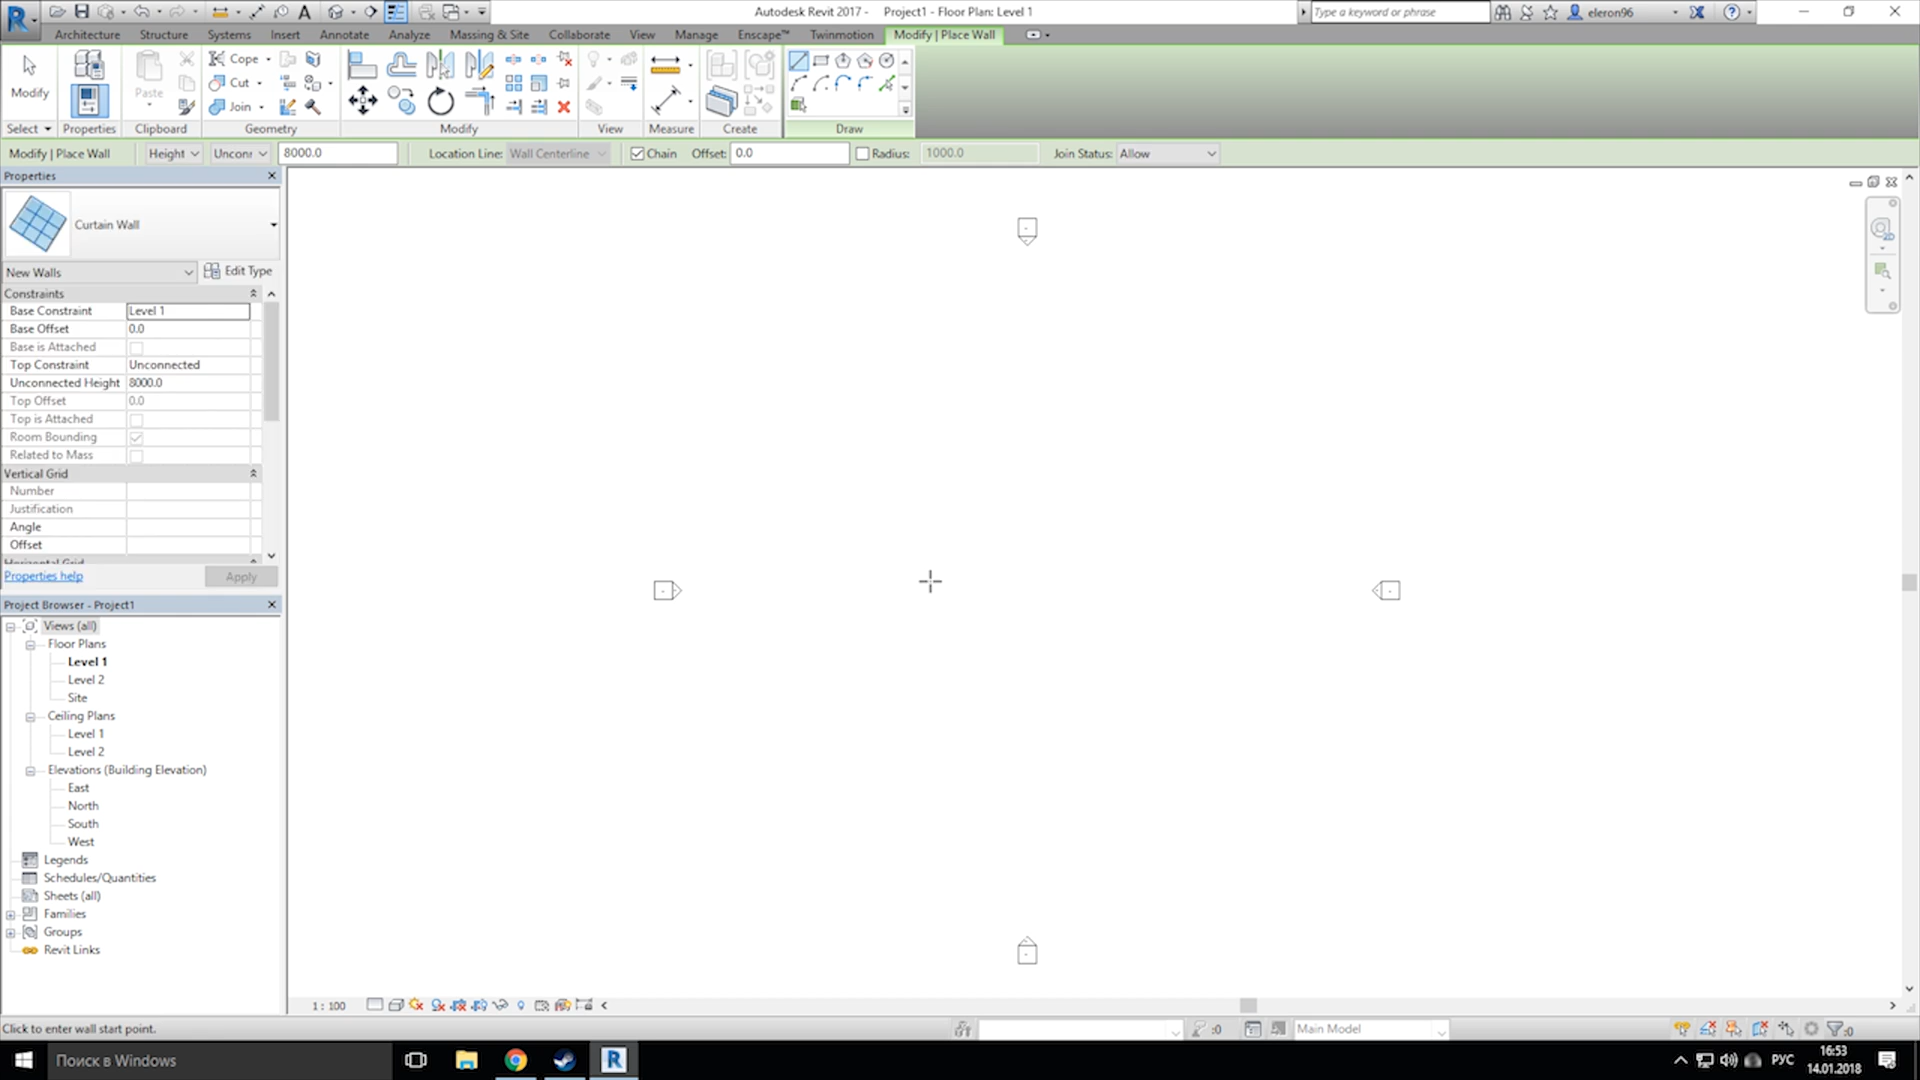 Autodesk Revit 2017 - Project1 - Floor Plan: Level 1
Type a keyword or phrase
eleron96
Architecture Structure Systems Insert Annotate Analyze Massing & Site Collaborate View Manage Enscape™ Twinmotion Modify | Place Wall
Modify
Paste
Cope
Cut
Join
Select Properties Clipboard Geometry Modify View Measure Create Draw
Modify | Place Wall Height Unconr 8000.0 Location Line: Wall Centerline Chain Offset: 0.0 Radius: 1000.0 Join Status: Allow
Properties
Curtain Wall
New Walls Edit Type
Constraints
Base Constraint Level 1
Base Offset 0.0
Base is Attached
Top Constraint Unconnected
Unconnected Height 8000.0
Top Offset 0.0
Top is Attached
Room Bounding
Related to Mass
Vertical Grid
Number
Justification
Angle
Offset
Horizontal Grid
Properties help Apply
Project Browser - Project1
Views (all)
Floor Plans
Level 1
Level 2
Site
Ceiling Plans
Level 1
Level 2
Elevations (Building Elevation)
East
North
South
West
Legends
Schedules/Quantities
Sheets (all)
Families
Groups
Revit Links
1 : 100
Click to enter wall start point.
:0
Main Model
:0
Поиск в Windows
РУС
16:53
14.01.2018